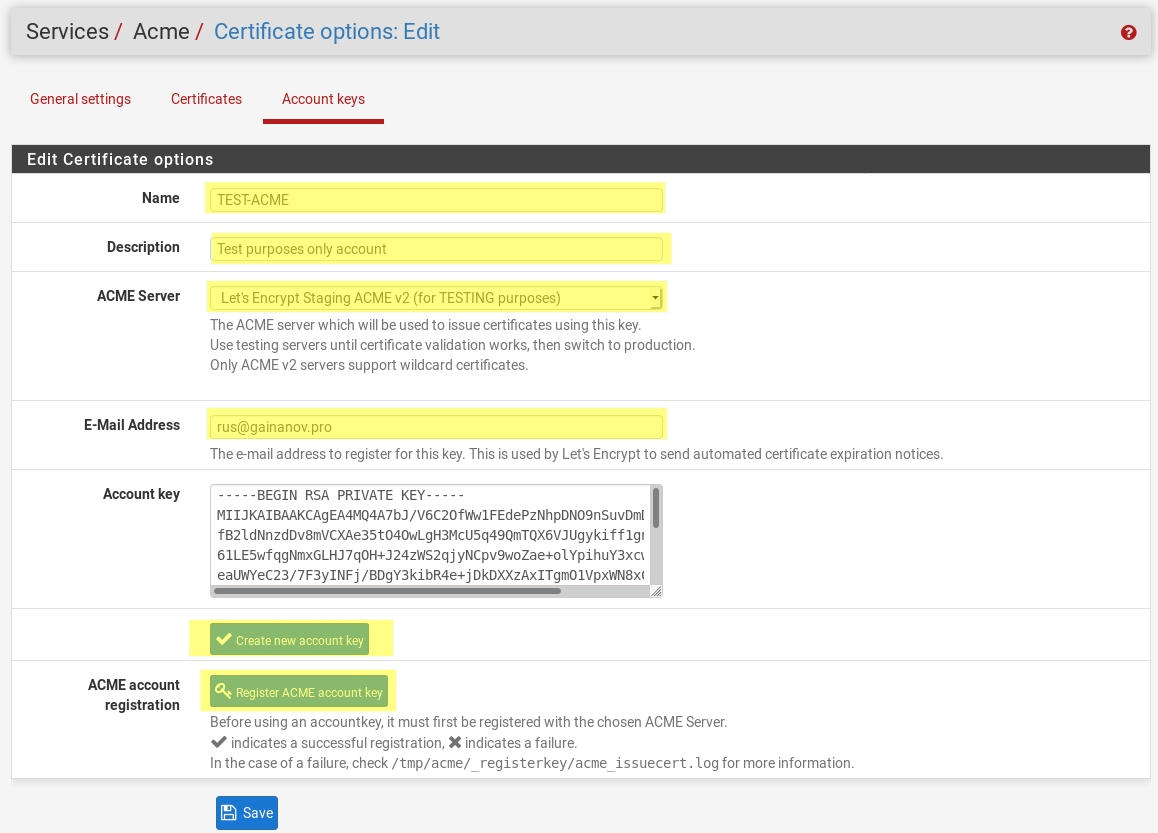 Services / Acme / Certificate options: Edit
General settings Certificates Account keys
Edit Certificate options
Name TEST-ACME
Description Test purposes only account
ACME Server Let's Encrypt Staging ACME v2 (for TESTING purposes)
The ACME server which will be used to issue certificates using this key.
Use testing servers until certificate validation works, then switch to production.
Only ACME v2 servers support wildcard certificates.
E-Mail Address rus@gainanov.pro
The e-mail address to register for this key. This is used by Let's Encrypt to send automated certificate expiration notices.
Account key -----BEGIN RSA PRIVATE KEY-----
MIIJKAIBAAKCAgEA4MQ4A7bJ/V6C2OfWw1FEdePzNhpDNO9nSuvDmD
fB2ldNnzdDv8mVCXAe35tO4OwLgH3McU5q49QmTQX6VJUgykiff1gn
61LE5wfqgNmxGLHJ7qOH+J24zWS2qjyNCpv9woZae+olYpihuY3xcw
eaUWYeC23/7F3yINFj/BDgY3kibR4e+jDkDXXzAxITgmO1VpxWN8x
Create new account key
ACME account
registration
Register ACME account key
Before using an accountkey, it must first be registered with the chosen ACME Server.
✔ indicates a successful registration, ✖ indicates a failure.
In the case of a failure, check /tmp/acme/_registerkey/acme_issuecert.log for more information.
Save